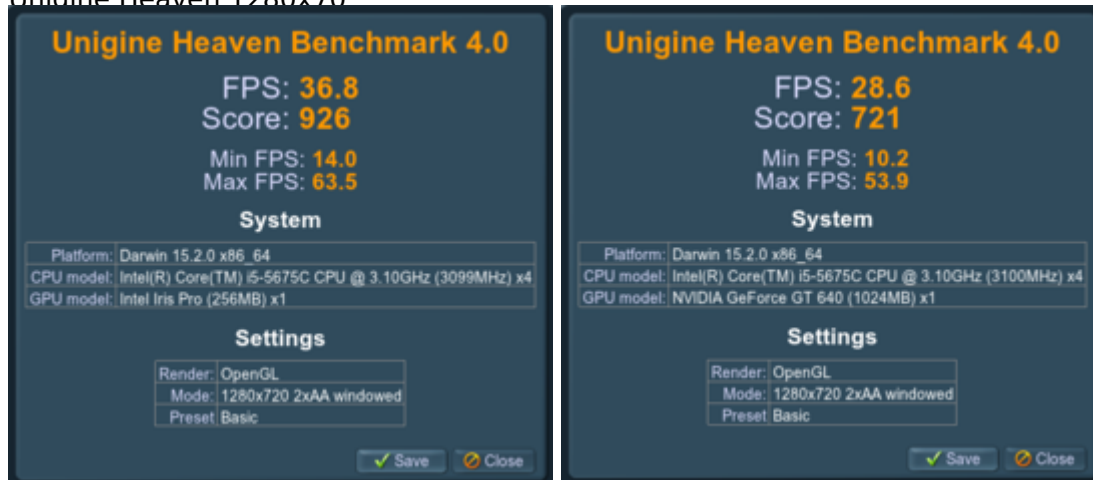 Unigine Heaven 1280x70
Unigine Heaven Benchmark 4.0
FPS: 36.8
Score: 926
Min FPS: 14.0
Max FPS: 63.5
System
Platform: Darwin 15.2.0 x86_64
CPU model: Intel(R) Core(TM) i5-5675C CPU @ 3.10GHz (3099MHz) x4
GPU model: Intel Iris Pro (256MB) x1
Settings
Render: OpenGL
Mode: 1280x720 2xAA windowed
Preset Basic
Save Close
Unigine Heaven Benchmark 4.0
FPS: 28.6
Score: 721
Min FPS: 10.2
Max FPS: 53.9
System
Platform: Darwin 15.2.0 x86_64
CPU model: Intel(R) Core(TM) i5-5675C CPU @ 3.10GHz (3100MHz) x4
GPU model: NVIDIA GeForce GT 640 (1024MB) x1
Settings
Render: OpenGL
Mode: 1280x720 2xAA windowed
Preset Basic
Save Close